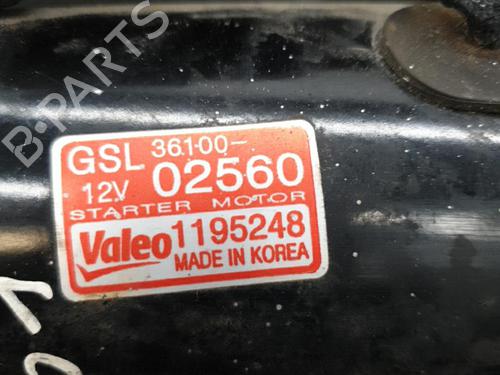 B-PARTS
GSL 36100-
12V 02560
STARTER MOTOR
Valeo 1195248
MADE IN KOREA